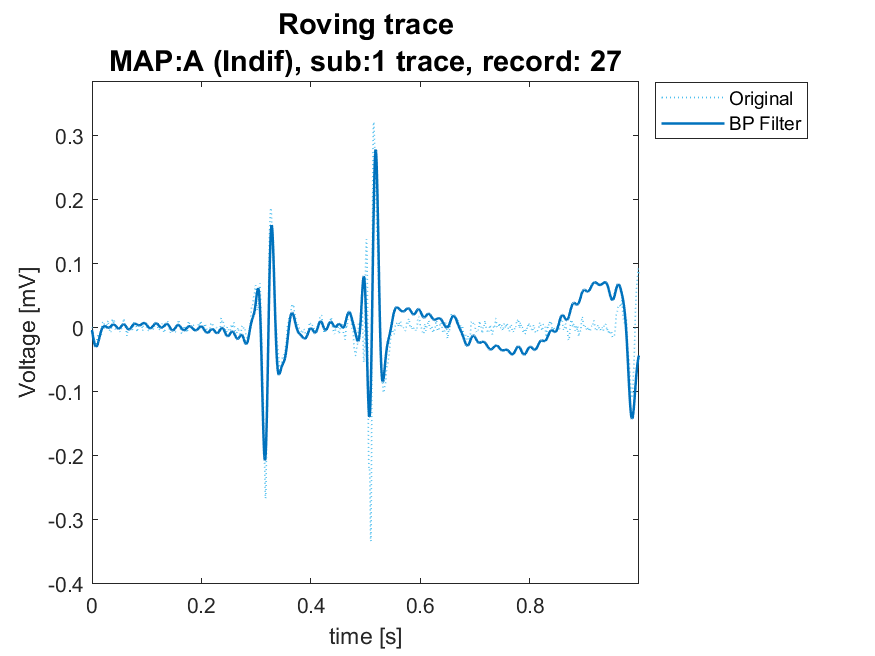 Roving trace
MAP:A (Indif), sub:1 trace, record: 27
Original
BP Filter
0.3
0.2
0.1
0
-0.1
-0.2
-0.3
-0.4
Voltage [mV]
0 0.2 0.4 0.6 0.8
time [s]